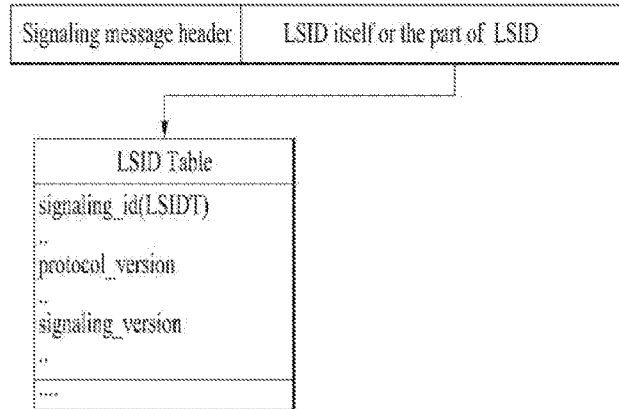 Signaling message header
LSID itself or the part of LSID
LSID Table
signaling_id(LSIDT)
..
protocol_version
..
signaling_version
..
....